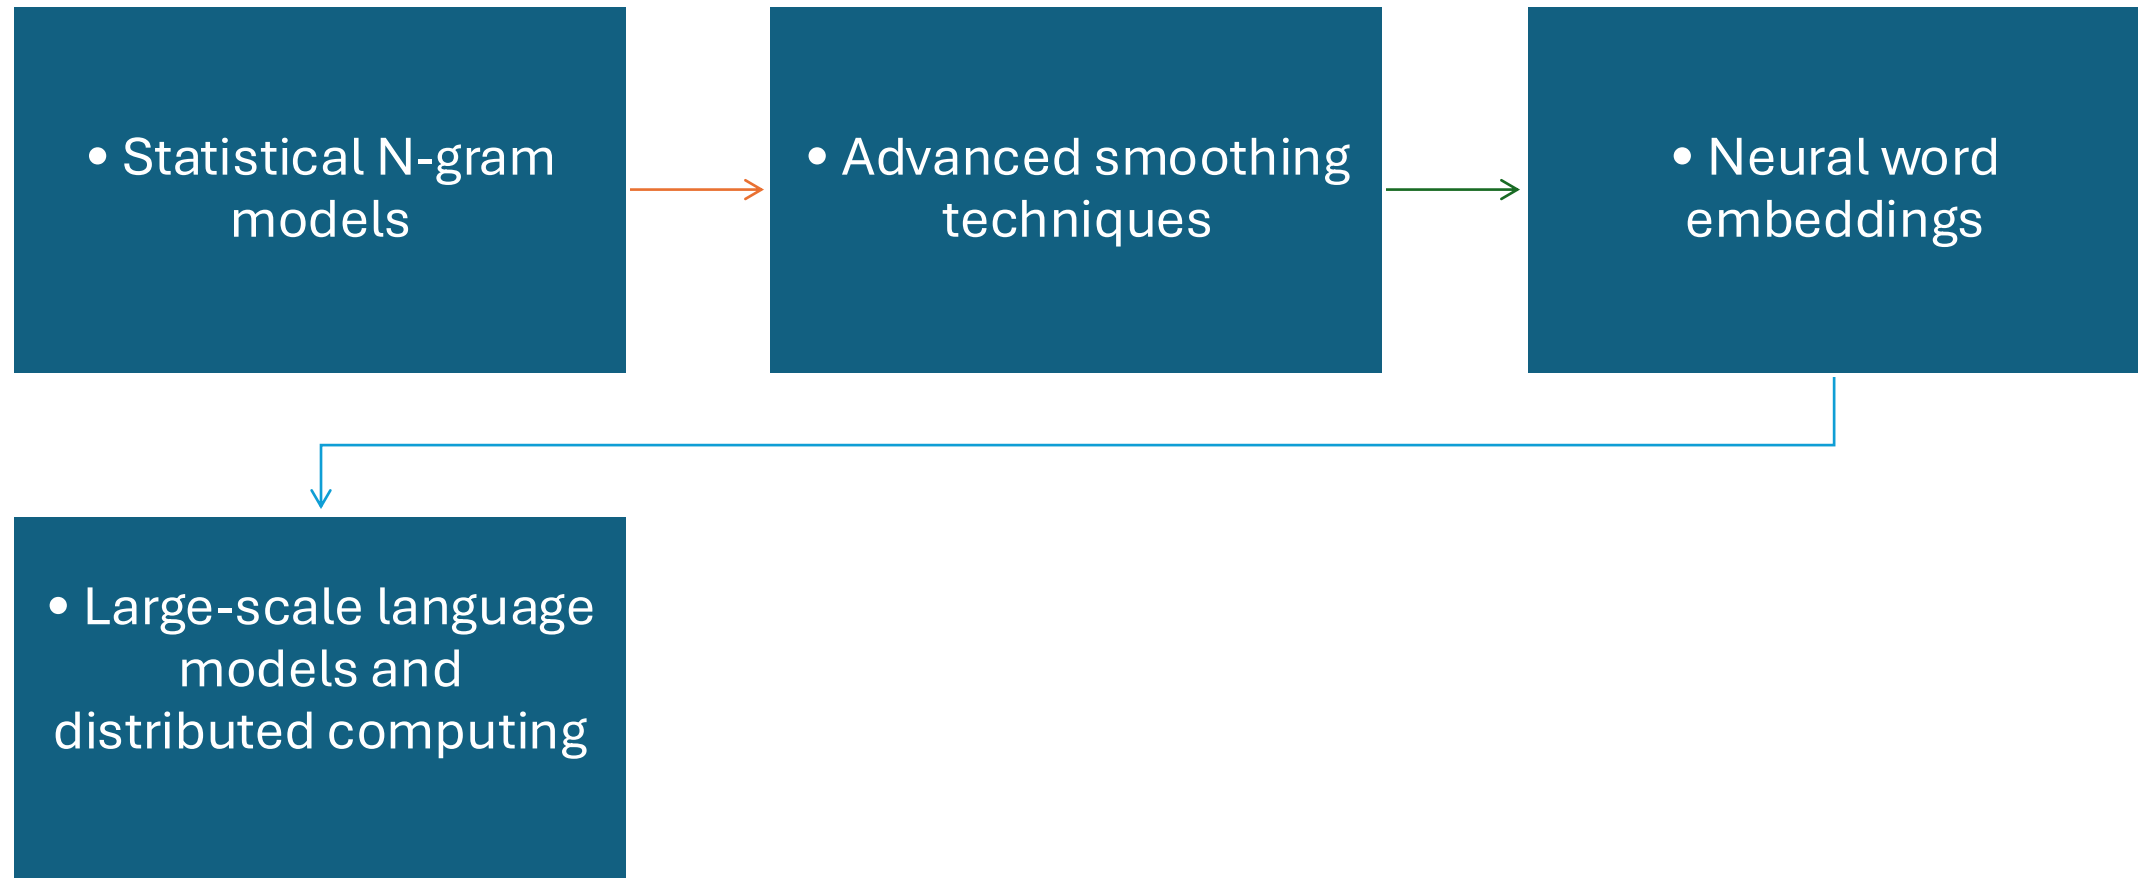 • Statistical N-gram
models
• Advanced smoothing
techniques
• Neural word
embeddings
• Large-scale language
models and
distributed computing